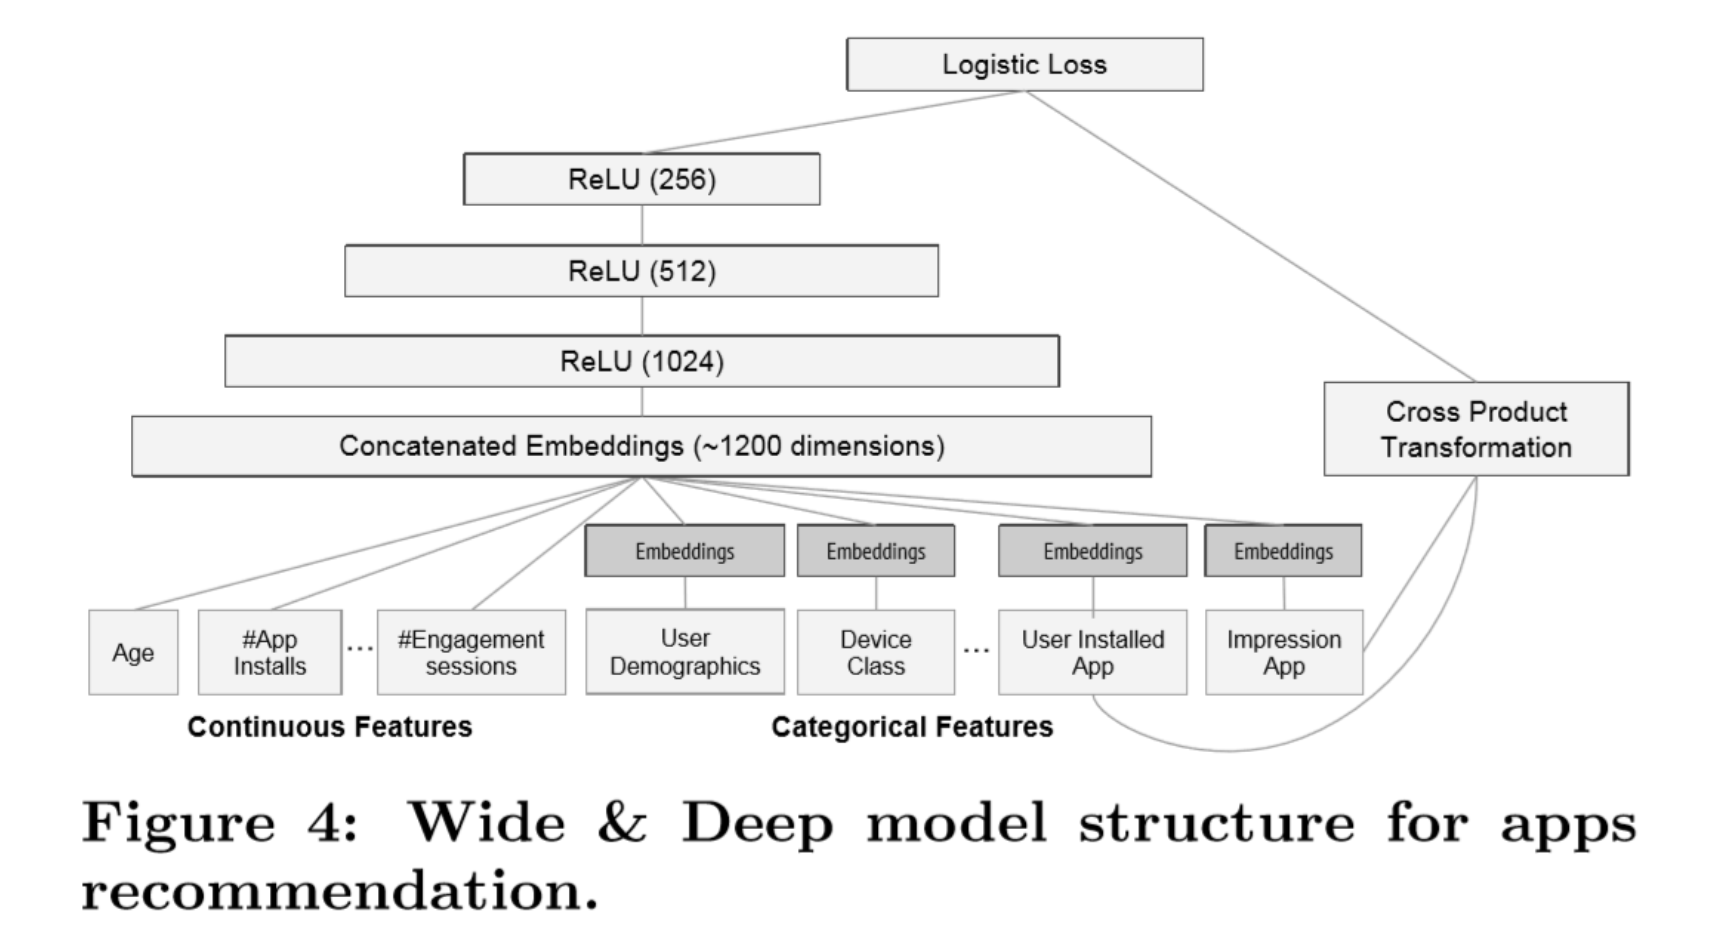 Logistic Loss
ReLU (256)
ReLU (512)
ReLU (1024)
Concatenated Embeddings (~1200 dimensions)
Cross Product
Transformation
Embeddings
Embeddings
Embeddings
Embeddings
Age
#App
Installs
...
#Engagement
sessions
User
Demographics
Device
Class
...
User Installed
App
Impression
App
Continuous Features
Categorical Features
Figure 4: Wide & Deep model structure for apps
recommendation.